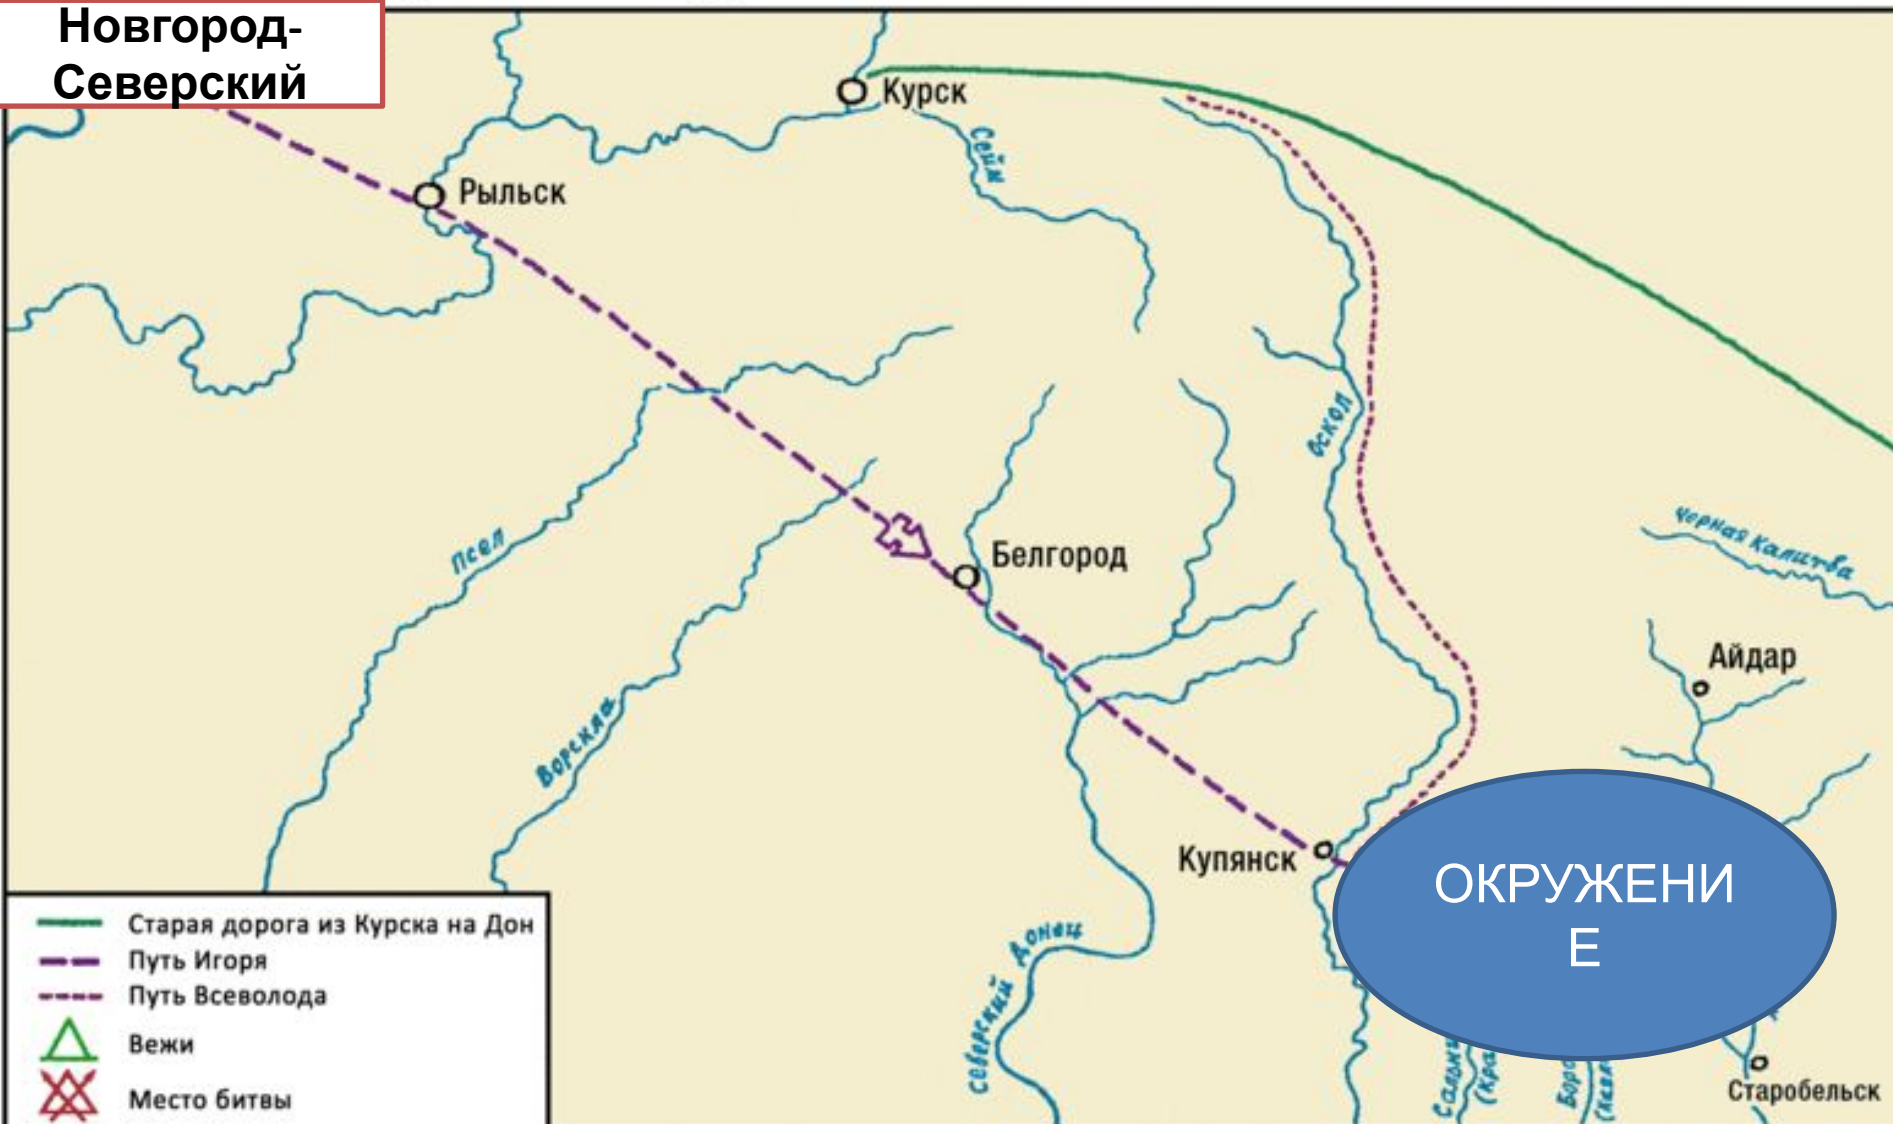 Новгород-
Северский
Курск
Сейм
Рыльск
Оскол
Псел
Белгород
Черная Калитва
Айдар
Ворскла
Купянск
ОКРУЖЕНИ
Е
Северский Донец
Старобельск
Старая дорога из Курска на Дон
Путь Игоря
Путь Всеволода
Вежи
Место битвы